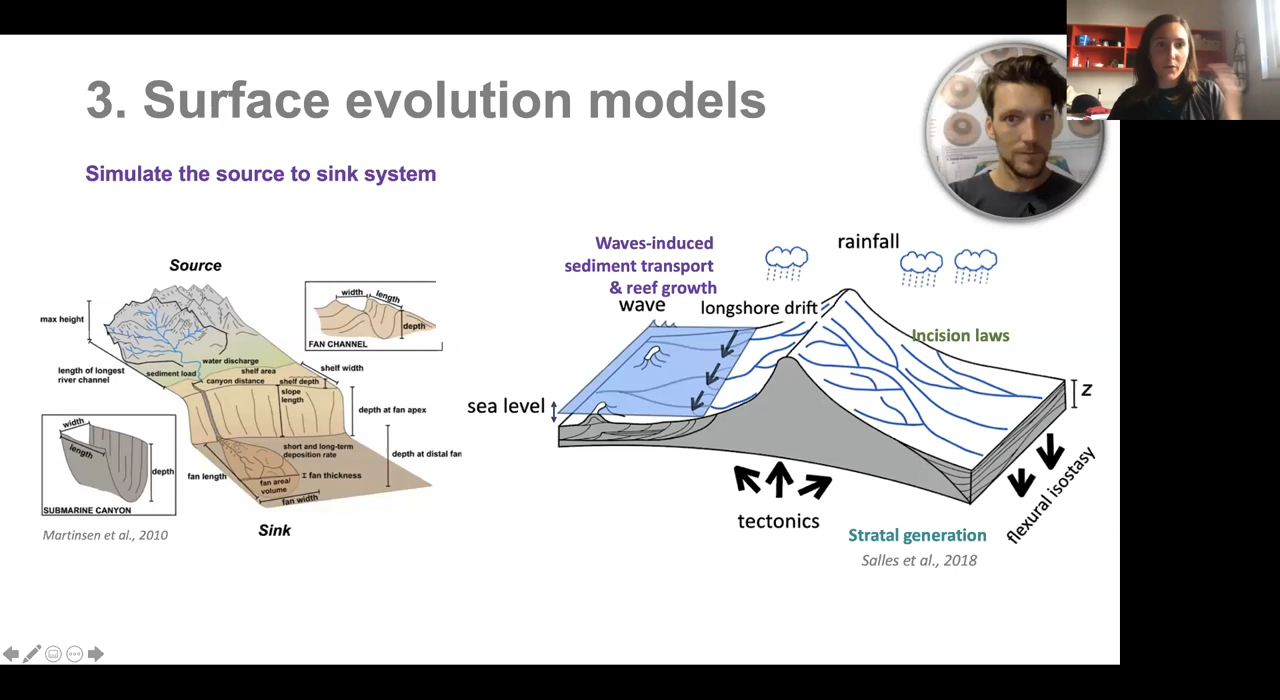 3. Surface evolution models
Simulate the source to sink system
Source
max height
length of longest
river channel
water discharge
sediment load
shelf area
canyon distance
shelf depth
shelf width
slope
length
depth at fan apex
short and long-term
deposition rate
depth at distal fan
fan length
fan thickness
fan area/
volume
fan width
Sink
width
length
depth
FAN CHANNEL
width
length
depth
SUBMARINE CANYON
Martinsen et al., 2010
Waves-induced
sediment transport
& reef growth
wave
longshore drift
rainfall
Incision laws
sea level
z
tectonics
flexural isostasy
Stratal generation
Salles et al., 2018